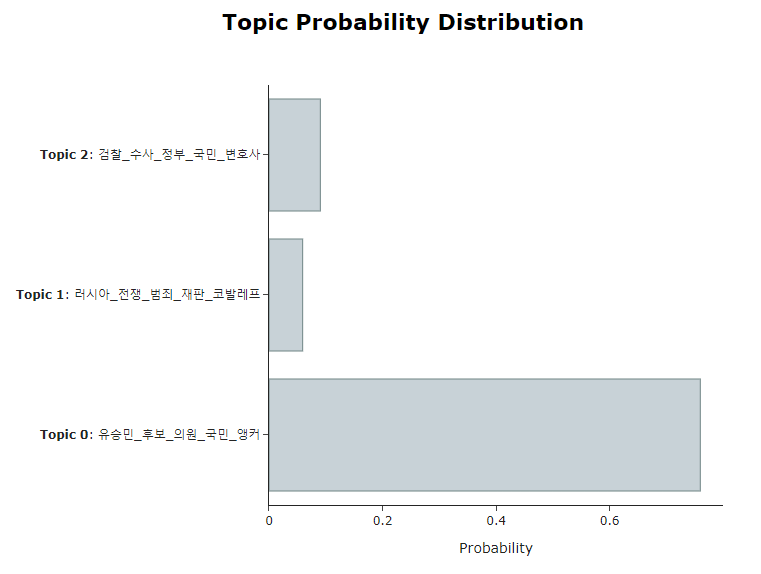 Topic Probability Distribution
Topic 2: 검찰_수사_정부_국민_변호사
Topic 1: 러시아_전쟁_범죄_재판_코발레프
Topic 0: 유승민_후보_의원_국민_앵커
0 0.2 0.4 0.6
Probability